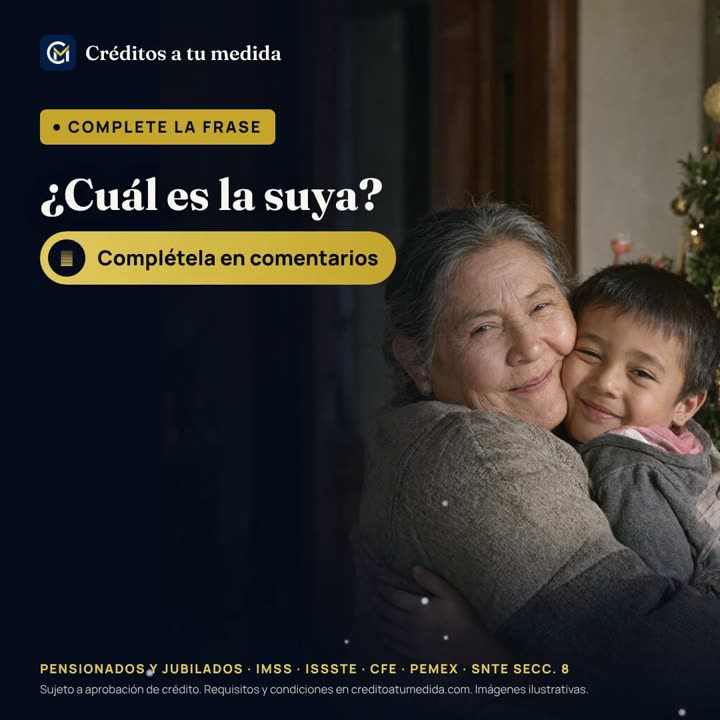 Créditos a tu medida
• COMPLETE LA FRASE
¿Cuál es la suya?
Complétela en comentarios
PENSIONADOS Y JUBILADOS · IMSS · ISSSTE · CFE · PEMEX · SNTE SECC. 8
Sujeto a aprobación de crédito. Requisitos y condiciones en creditoatumedida.com. Imágenes ilustrativas.